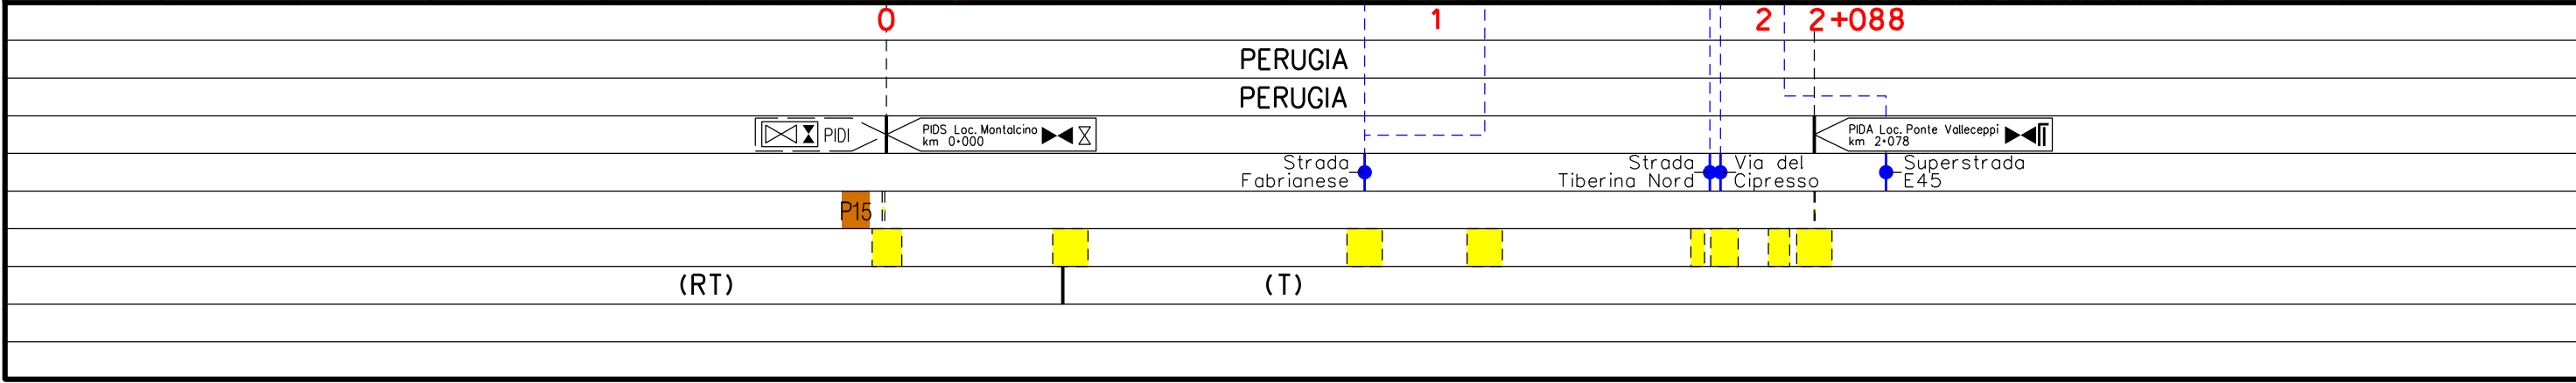 0 1 2 2+088
PERUGIA
PERUGIA
PIDI
PIDS Loc. Montalcino
km 0+000
PIDA Loc. Ponte Valleceppi
km 2+078
Strada
Fabrianese
Strada
Tiberina Nord
Via del
Cipresso
Superstrada
E45
P15
(RT) (T)